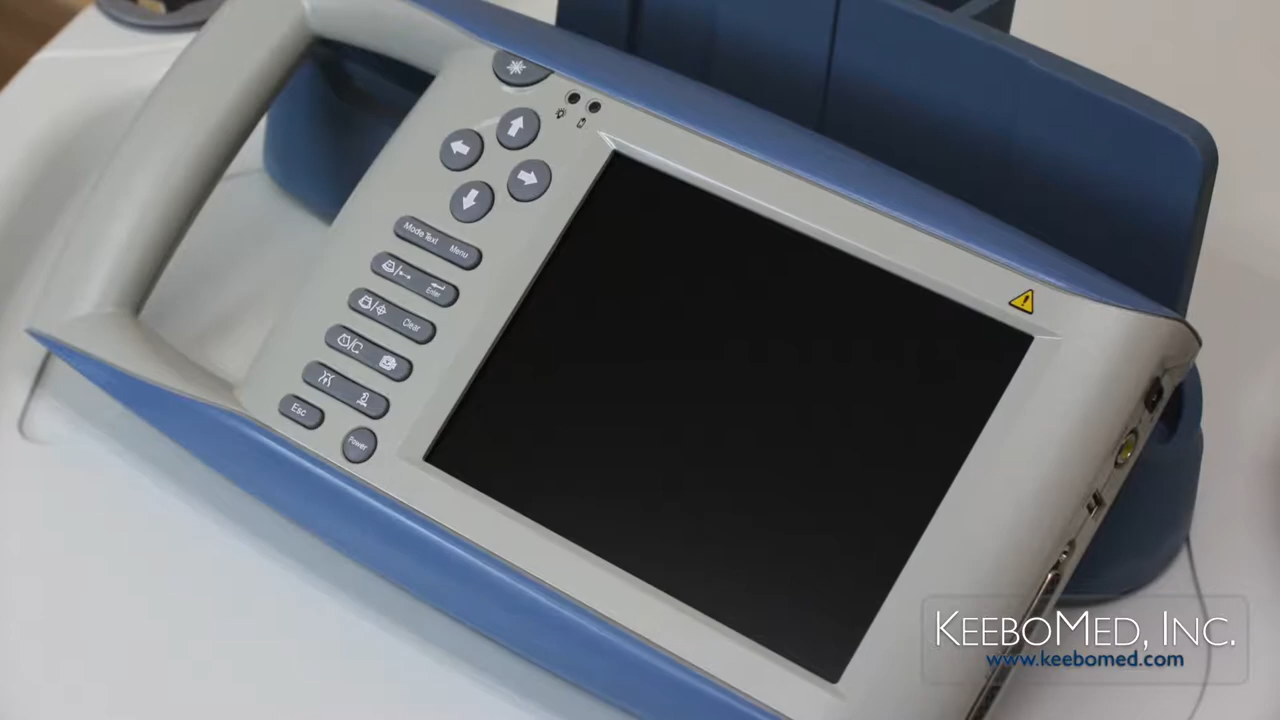 Mode Text Menu
Enter
Clear
Esc
Power
KEEBOMED, INC.
www.keebomed.com